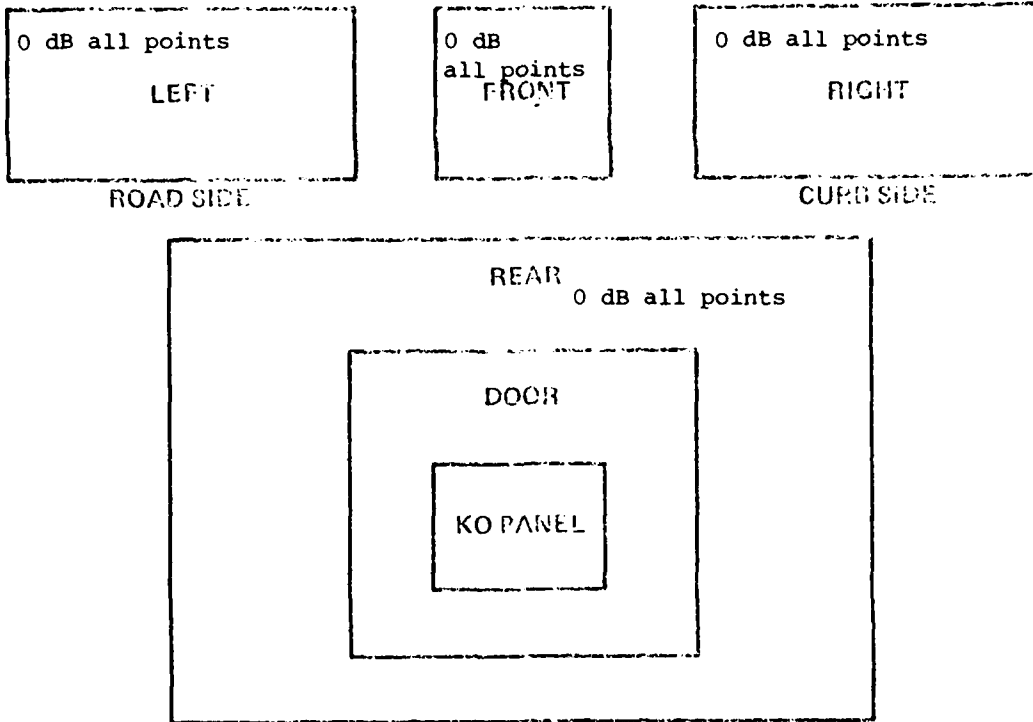 0 dB all points
LEFT
ROAD SIDE
0 dB
all points
FRONT
0 dB all points
RIGHT
CURB SIDE
REAR
0 dB all points
DOOR
KO PANEL